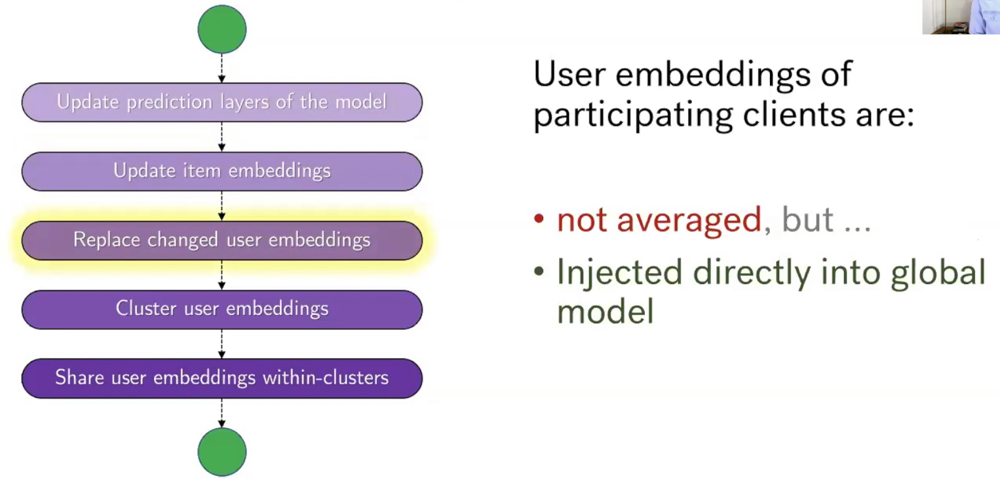 Update prediction layers of the model
Update item embeddings
Replace changed user embeddings
Cluster user embeddings
Share user embeddings within-clusters
User embeddings of
participating clients are:
• not averaged, but ...
• Injected directly into global
model